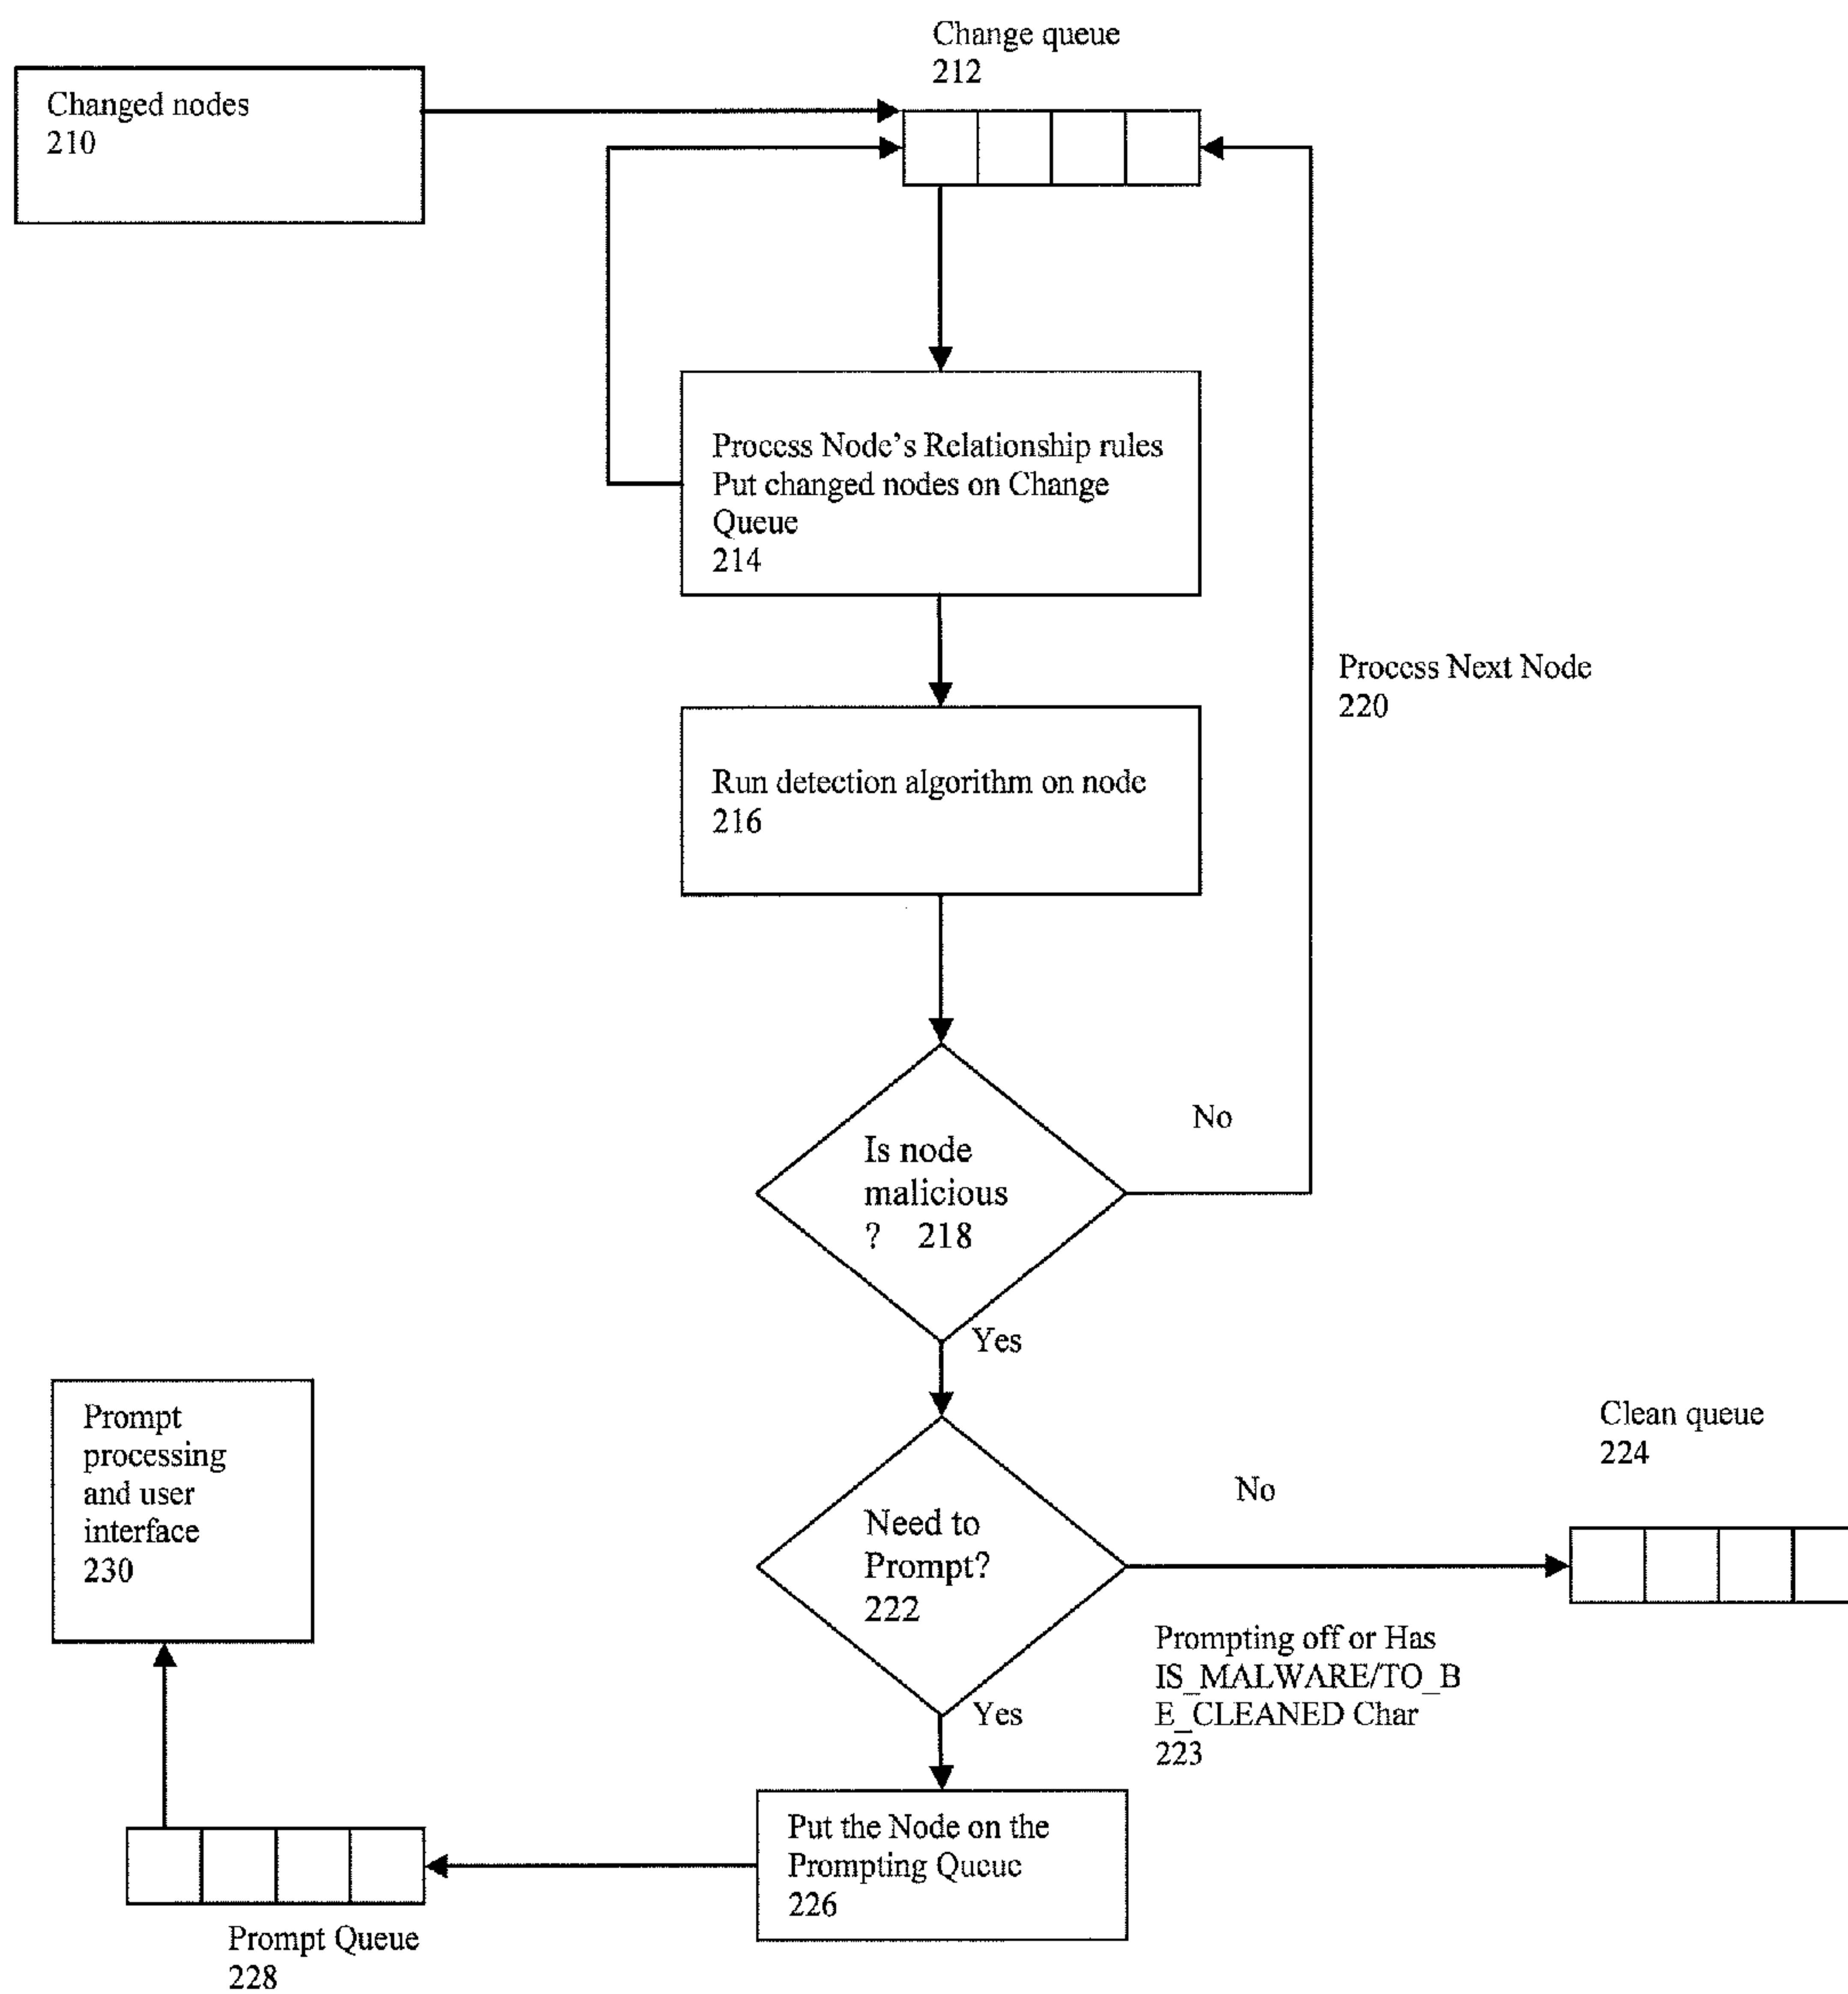 Change queue
212
Changed nodes
210
Process Node's Relationship rules
Put changed nodes on Change
Queue
214
Process Next Node
220
Run detection algorithm on node
216
No
Is node
malicious
? 218
Yes
Prompt
processing
and user
interface
230
Clean queue
224
No
Need to
Prompt?
222
Prompting off or Has
IS_MALWARE/TO_B
E_CLEANED Char
223
Yes
Put the Node on the
Prompting Queue
226
Prompt Queue
228